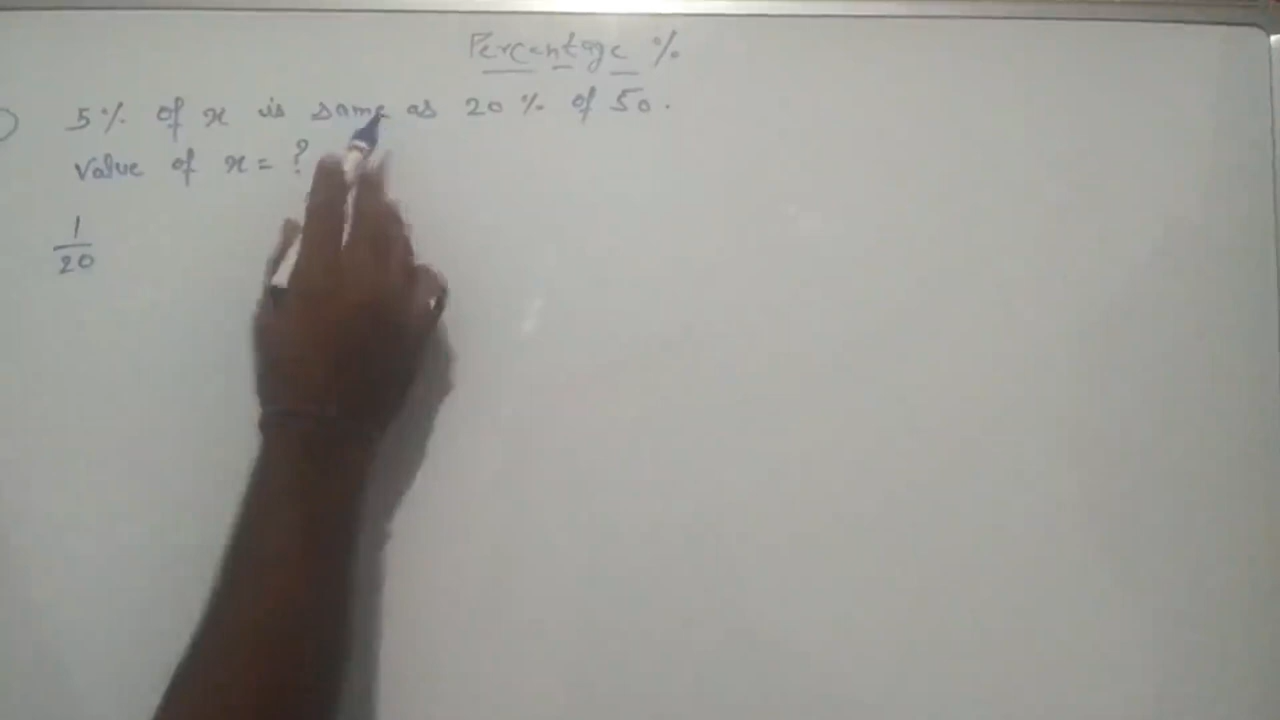 Percentage %
5% of x is same as 20 % of 50.
Value of x = ?
1
20